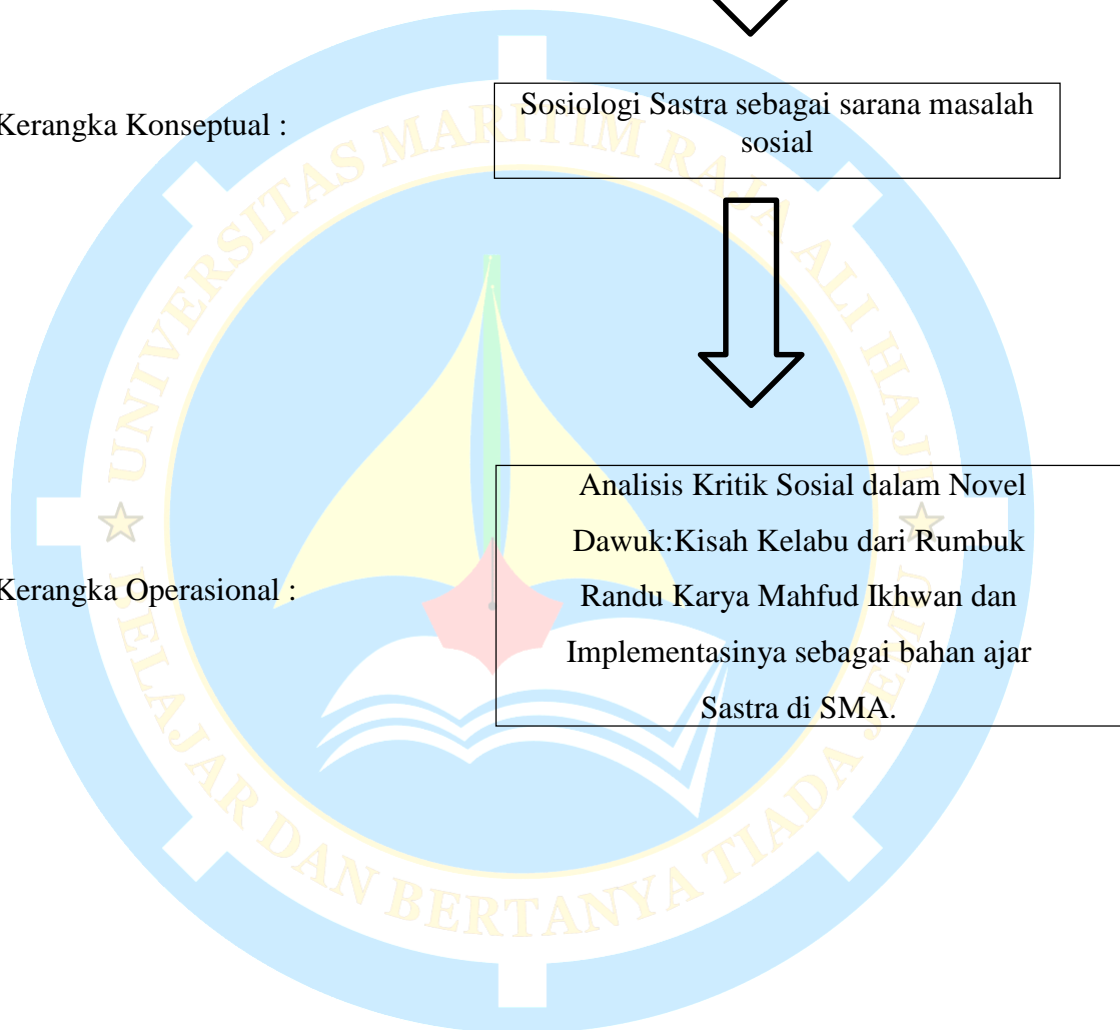 Kerangka Konseptual :
Sosiologi Sastra sebagai sarana masalah
sosial
Kerangka Operasional :
Analisis Kritik Sosial dalam Novel
Dawuk:Kisah Kelabu dari Rumbuk
Randu Karya Mahfud Ikhwan dan
Implementasinya sebagai bahan ajar
Sastra di SMA.
UNIVERSITAS MARITIM RAJA ALI HAJI
BELAJAR DAN BERTANYA TIADA JEMU